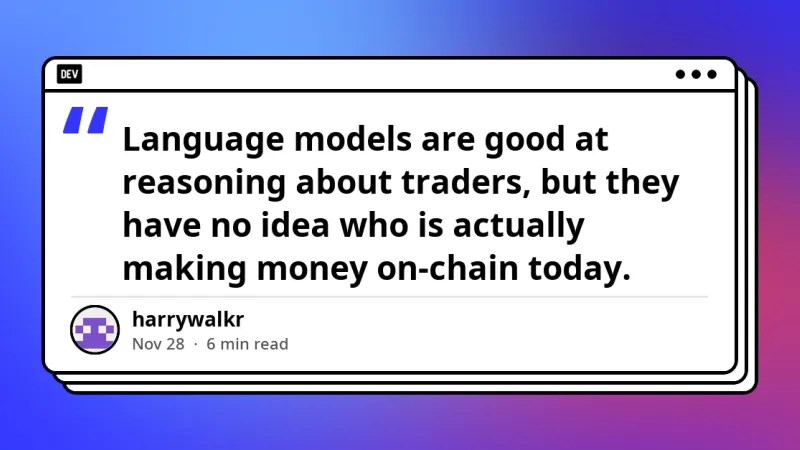 DEV
“
Language models are good at
reasoning about traders, but they
have no idea who is actually
making money on-chain today.
harrywalkr
Nov 28 · 6 min read